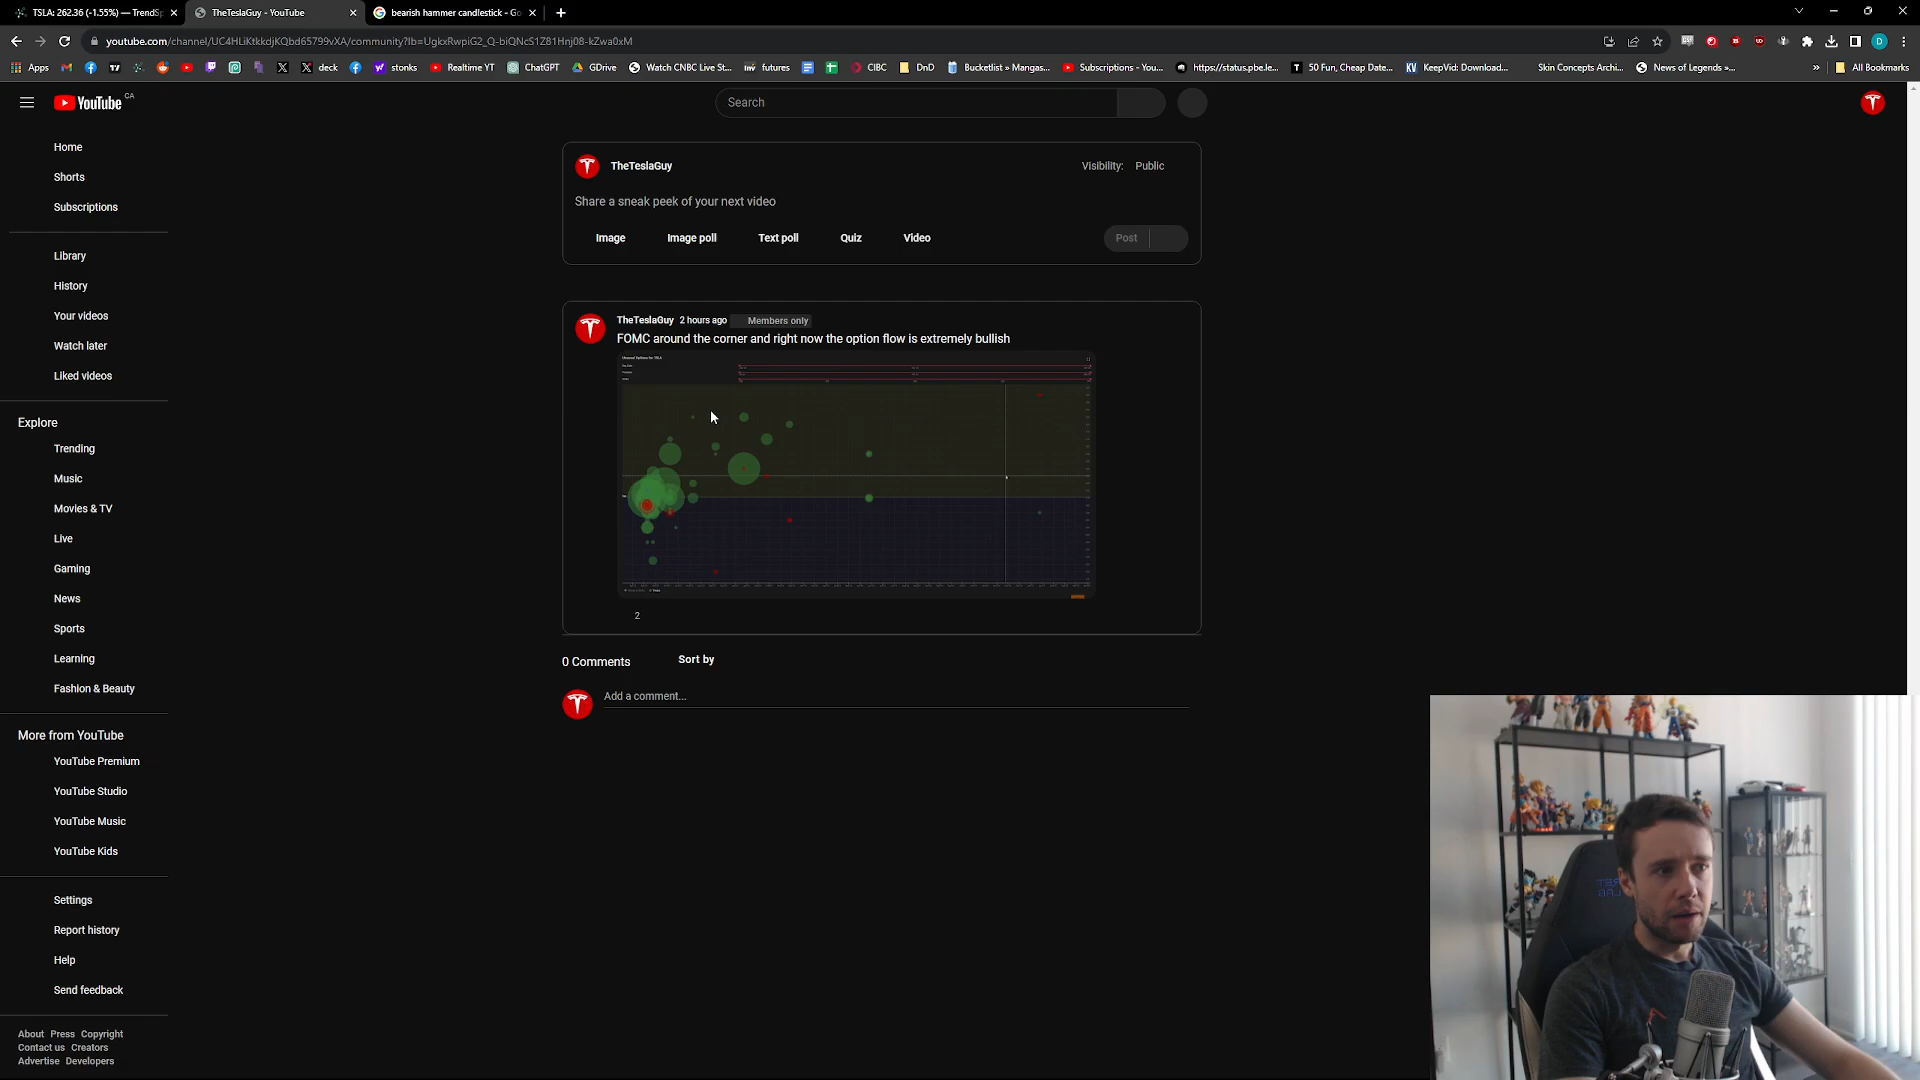 TSLA: 262.36 (-1.55%) — TrendSp
TheTeslaGuy - YouTube
bearish hammer candlestick - Go
youtube.com/channel/UC4HLiKtkkdjKQbd65799vXA/community?lb=UgkxRwpiG2_Q-biQNcS1Z81Hnj08-kZwa0xM
Apps
deck
stonks
Realtime YT
ChatGPT
GDrive
Watch CNBC Live St...
futures
CIBC
DnD
Bucketlist » Mangas...
Subscriptions - You...
https://status.pbe.le...
50 Fun, Cheap Date...
KeepVid: Download...
Skin Concepts Archi...
News of Legends »...
»
All Bookmarks
YouTube CA
Search
Home
Shorts
Subscriptions
Library
History
Your videos
Watch later
Liked videos
Explore
Trending
Music
Movies & TV
Live
Gaming
News
Sports
Learning
Fashion & Beauty
More from YouTube
YouTube Premium
YouTube Studio
YouTube Music
YouTube Kids
Settings
Report history
Help
Send feedback
About Press Copyright
Contact us Creators
Advertise Developers
TheTeslaGuy
Visibility: Public
Share a sneak peek of your next video
Image Image poll Text poll Quiz Video Post
TheTeslaGuy 2 hours ago Members only
FOMC around the corner and right now the option flow is extremely bullish
Unusual Options for TSLA
2
0 Comments Sort by
Add a comment...